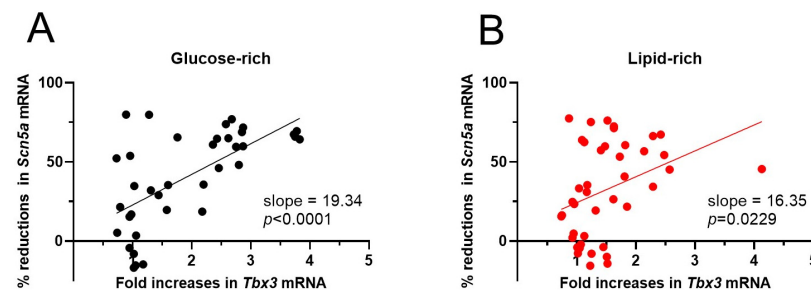 A
Glucose-rich
% reductions in Scn5a mRNA
100
50
0
slope = 19.34
p<0.0001
1
2
3
4
5
Fold increases in Tbx3 mRNA
B
Lipid-rich
% reductions in Scn5a mRNA
100
50
0
slope = 16.35
p=0.0229
1
2
3
4
Fold increases in Tbx3 mRNA